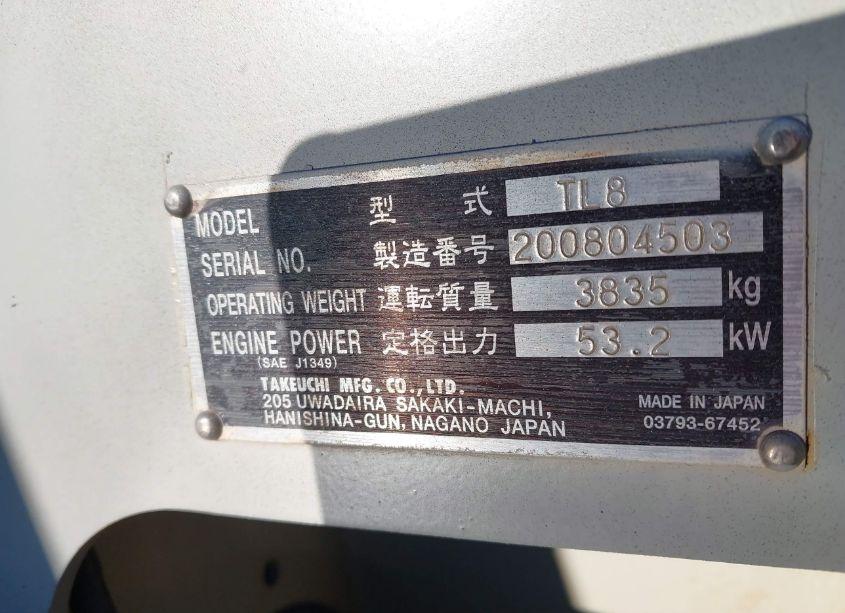 MODEL 型 式 TL8
SERIAL NO. 製造番号 200804503
OPERATING WEIGHT 運転質量 3835 kg
ENGINE POWER 定格出力 53.2 kW
(SAE J1349)
TAKEUCHI MFG. CO., LTD.
205 UWADAIRA SAKAKI-MACHI,
HANISHINA-GUN, NAGANO JAPAN
MADE IN JAPAN
03793-67452